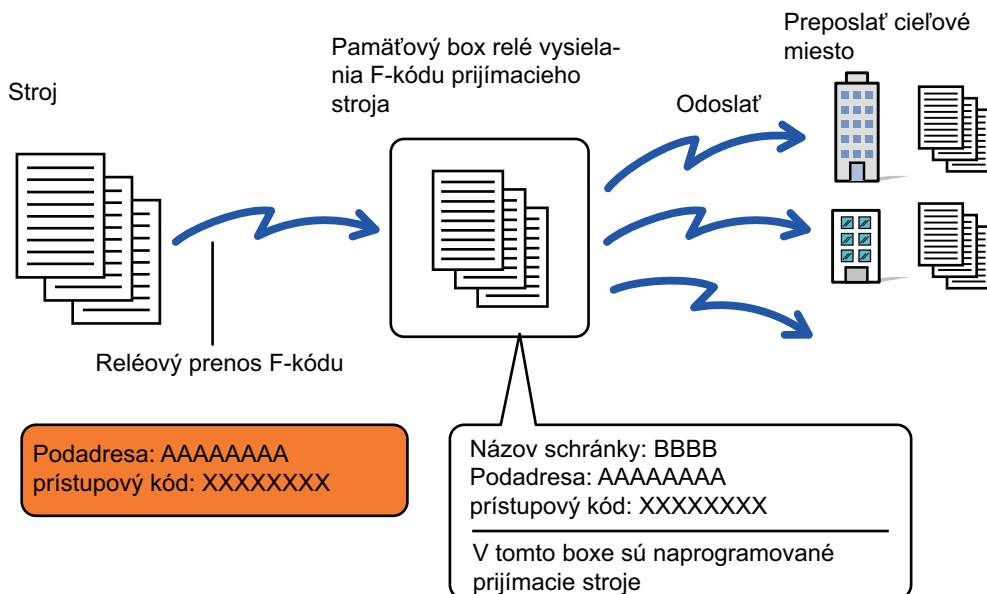 Stroj
Pamäťový box relé vysiela-
nia F-kódu prijímacieho
stroja
Odoslať
Preposlať cieľové
miesto
Reléový prenos F-kódu
Podadresa: AAAAAAAA
prístupový kód: XXXXXXXX
Názov schránky: BBBB
Podadresa: AAAAAAAA
prístupový kód: XXXXXXXX
V tomto boxe sú naprogramované
prijímacie stroje